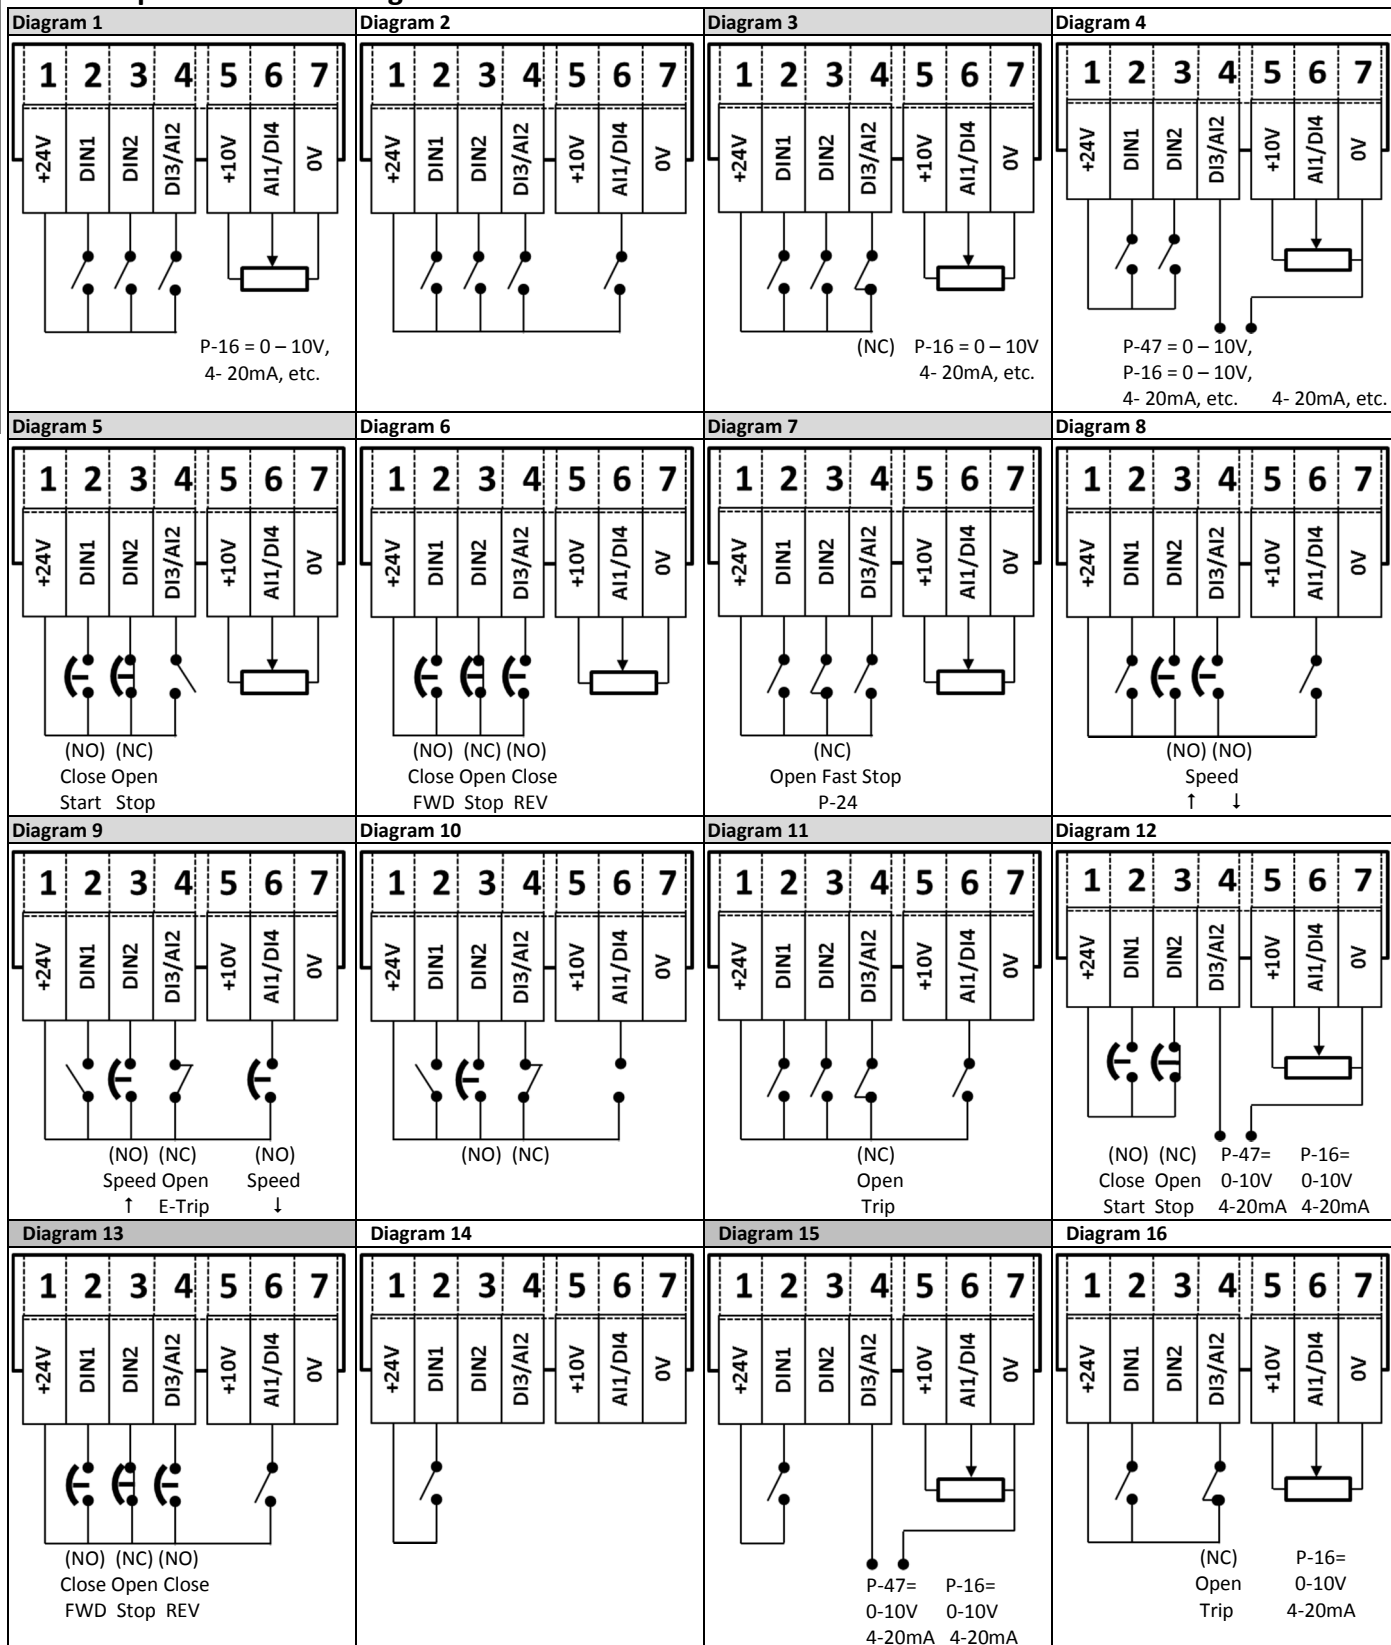 Diagram 1
1 2 3 4 5 6 7
+24V DIN1 DIN2 DI3/AI2 +10V AI1/DI4 0V
P-16 = 0 – 10V,
4- 20mA, etc.
Diagram 2
1 2 3 4 5 6 7
+24V DIN1 DIN2 DI3/AI2 +10V AI1/DI4 0V
Diagram 3
1 2 3 4 5 6 7
+24V DIN1 DIN2 DI3/AI2 +10V AI1/DI4 0V
(NC) P-16 = 0 – 10V
4- 20mA, etc.
Diagram 4
1 2 3 4 5 6 7
+24V DIN1 DIN2 DI3/AI2 +10V AI1/DI4 0V
P-47 = 0 – 10V,
P-16 = 0 – 10V,
4- 20mA, etc. 4- 20mA, etc.
Diagram 5
1 2 3 4 5 6 7
+24V DIN1 DIN2 DI3/AI2 +10V AI1/DI4 0V
(NO) (NC)
Close Open
Start Stop
Diagram 6
1 2 3 4 5 6 7
+24V DIN1 DIN2 DI3/AI2 +10V AI1/DI4 0V
(NO) (NC) (NO)
Close Open Close
FWD Stop REV
Diagram 7
1 2 3 4 5 6 7
+24V DIN1 DIN2 DI3/AI2 +10V AI1/DI4 0V
(NC)
Open Fast Stop
P-24
Diagram 8
1 2 3 4 5 6 7
+24V DIN1 DIN2 DI3/AI2 +10V AI1/DI4 0V
(NO) (NO)
Speed
↑ ↓
Diagram 9
1 2 3 4 5 6 7
+24V DIN1 DIN2 DI3/AI2 +10V AI1/DI4 0V
(NO) (NC) (NO)
Speed Open Speed
↑ E-Trip ↓
Diagram 10
1 2 3 4 5 6 7
+24V DIN1 DIN2 DI3/AI2 +10V AI1/DI4 0V
(NO) (NC)
Diagram 11
1 2 3 4 5 6 7
+24V DIN1 DIN2 DI3/AI2 +10V AI1/DI4 0V
(NC)
Open
Trip
Diagram 12
1 2 3 4 5 6 7
+24V DIN1 DIN2 DI3/AI2 +10V AI1/DI4 0V
(NO) (NC) P-47= P-16=
Close Open 0-10V 0-10V
Start Stop 4-20mA 4-20mA
Diagram 13
1 2 3 4 5 6 7
+24V DIN1 DIN2 DI3/AI2 +10V AI1/DI4 0V
(NO) (NC) (NO)
Close Open Close
FWD Stop REV
Diagram 14
1 2 3 4 5 6 7
+24V DIN1 DIN2 DI3/AI2 +10V AI1/DI4 0V
Diagram 15
1 2 3 4 5 6 7
+24V DIN1 DIN2 DI3/AI2 +10V AI1/DI4 0V
P-47= P-16=
0-10V 0-10V
4-20mA 4-20mA
Diagram 16
1 2 3 4 5 6 7
+24V DIN1 DIN2 DI3/AI2 +10V AI1/DI4 0V
(NC) P-16=
Open 0-10V
Trip 4-20mA